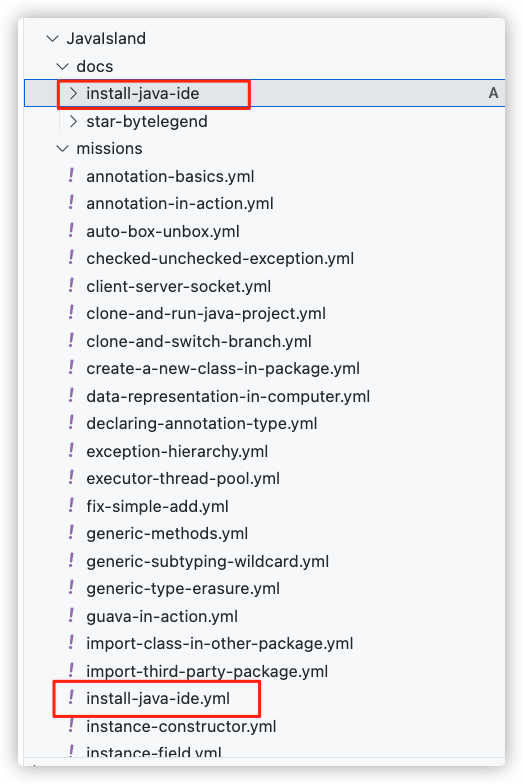 JavaIsland
docs
install-java-ide A
star-bytelegend
missions
! annotation-basics.yml
! annotation-in-action.yml
! auto-box-unbox.yml
! checked-unchecked-exception.yml
! client-server-socket.yml
! clone-and-run-java-project.yml
! clone-and-switch-branch.yml
! create-a-new-class-in-package.yml
! data-representation-in-computer.yml
! declaring-annotation-type.yml
! exception-hierarchy.yml
! executor-thread-pool.yml
! fix-simple-add.yml
! generic-methods.yml
! generic-subtyping-wildcard.yml
! generic-type-erasure.yml
! guava-in-action.yml
! import-class-in-other-package.yml
! import-third-party-package.yml
! install-java-ide.yml
! instance-constructor.yml
! instance-field.yml